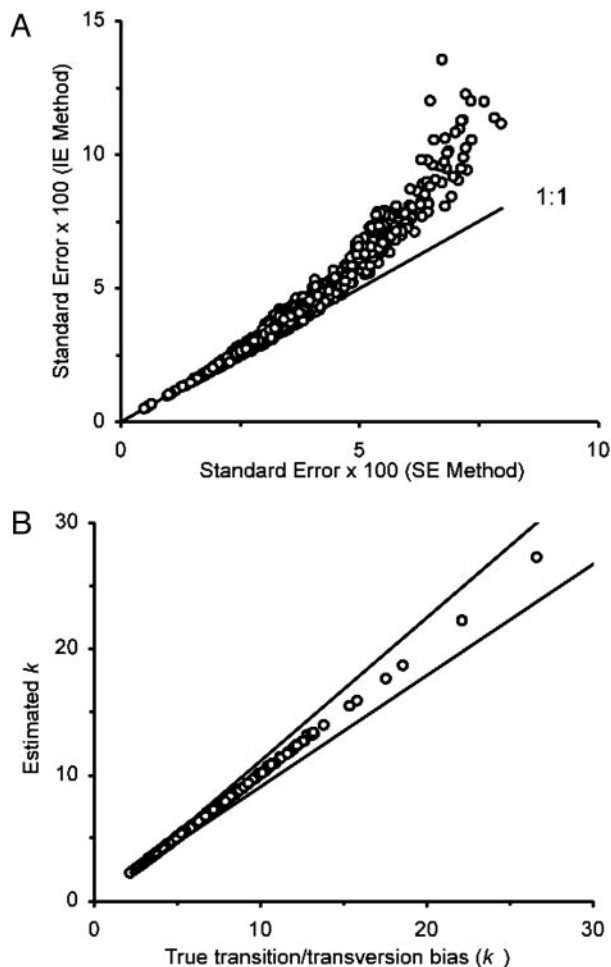 A
15
10
5
0
Standard Error x 100 (IE Method)
1:1
0
5
10
Standard Error x 100 (SE Method)
B
30
20
10
0
Estimated k
0
10
20
30
True transition/transversion bias (k )